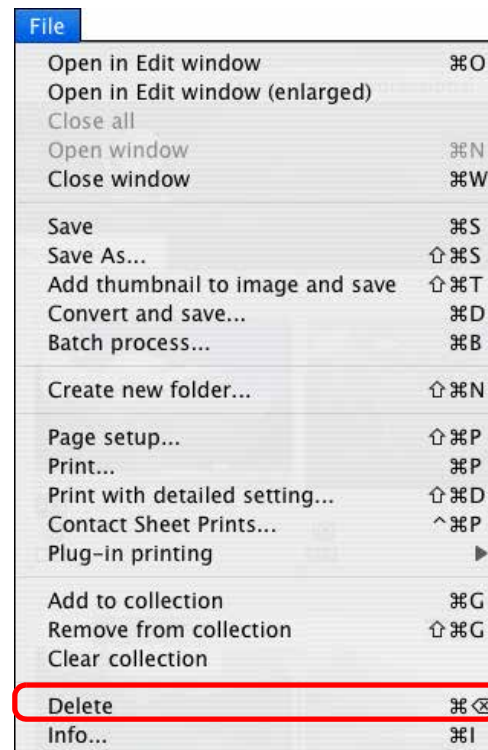 File
Open in Edit window ⌘O
Open in Edit window (enlarged)
Close all
Open window ⌘N
Close window ⌘W
Save ⌘S
Save As... ⇧⌘S
Add thumbnail to image and save ⇧⌘T
Convert and save... ⌘D
Batch process... ⌘B
Create new folder... ⇧⌘N
Page setup... ⇧⌘P
Print... ⌘P
Print with detailed setting... ⇧⌘D
Contact Sheet Prints... ^⌘P
Plug-in printing ▶
Add to collection ⌘G
Remove from collection ⇧⌘G
Clear collection
Delete ⌘⌫
Info... ⌘I